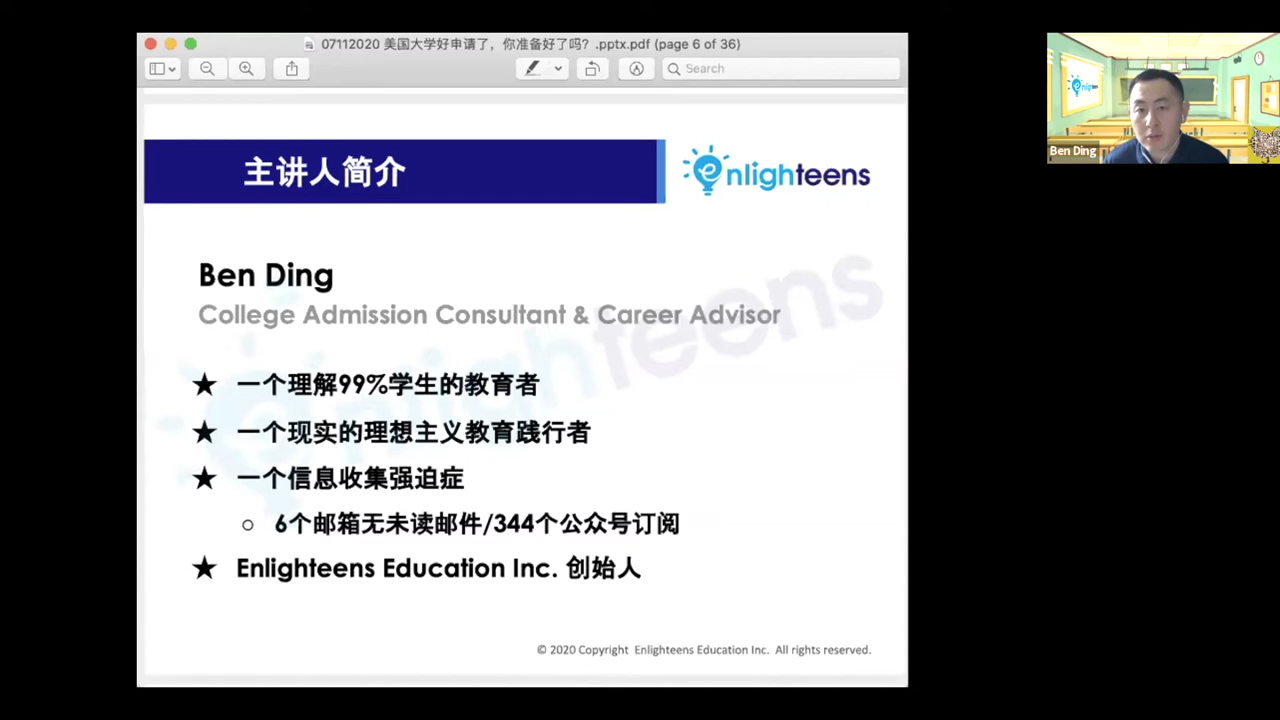 07112020 美国大学好申请了，你准备好了吗？.pptx.pdf (page 6 of 36)
Search
主讲人简介
enlighteens
Ben Ding
College Admission Consultant & Career Advisor
enlighteens
★ 一个理解99%学生的教育者
★ 一个现实的理想主义教育践行者
★ 一个信息收集强迫症
○ 6个邮箱无未读邮件/344个公众号订阅
★ Enlighteens Education Inc. 创始人
© 2020 Copyright Enlighteens Education Inc. All rights reserved.
enlighteens
Ben Ding